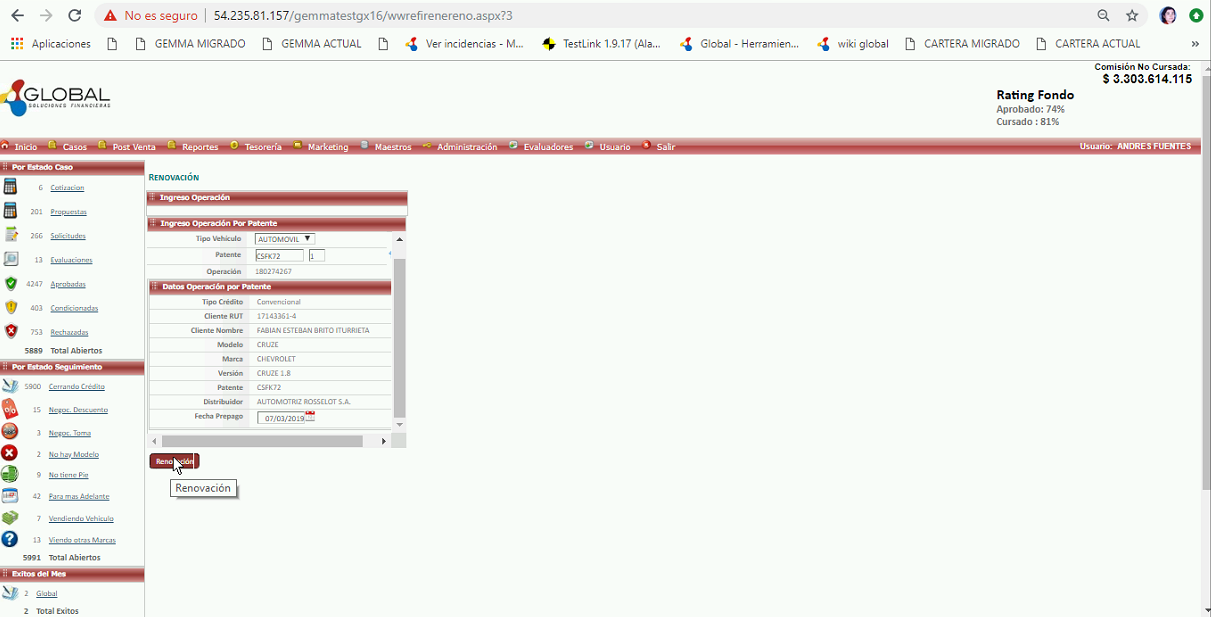 No es seguro | 54.235.81.157/gemmatestgx16/wwrefirenereno.aspx?3
Aplicaciones GEMMA MIGRADO GEMMA ACTUAL Ver incidencias - M... TestLink 1.9.17 (Ala... Global - Herramien... wiki global CARTERA MIGRADO CARTERA ACTUAL »
Comisión No Cursada:
$ 3.303.614.115
GLOBAL
SOLUCIONES FINANCIERAS
Rating Fondo
Aprobado: 74%
Cursado : 81%
Inicio Casos Post Venta Reportes Tesorería Marketing Maestros Administración Evaluadores Usuario Salir Usuario: ANDRES FUENTES
Por Estado Caso
6 Cotizacion
201 Propuestas
266 Solicitudes
13 Evaluaciones
4247 Aprobadas
403 Condicionadas
753 Rechazadas
5889 Total Abiertos
Por Estado Seguimiento
5900 Cerrando Crédito
15 Negoc. Descuento
3 Negoc. Toma
2 No hay Modelo
9 No tiene Pie
42 Para mas Adelante
7 Vendiendo Vehiculo
13 Viendo otras Marcas
5991 Total Abiertos
Exitos del Mes
2 Global
2 Total Exitos
RENOVACIÓN
Ingreso Operación
Ingreso Operación Por Patente
Tipo Vehículo AUTOMOVIL
Patente CSFK72 1
Operación 180274267
Datos Operación por Patente
Tipo Crédito Convencional
Cliente RUT 17143361-4
Cliente Nombre FABIAN ESTEBAN BRITO ITURRIETA
Modelo CRUZE
Marca CHEVROLET
Versión CRUZE 1.8
Patente CSFK72
Distribuidor AUTOMOTRIZ ROSSELOT S.A.
Fecha Prepago 07/03/2019
Renovación
Renovación